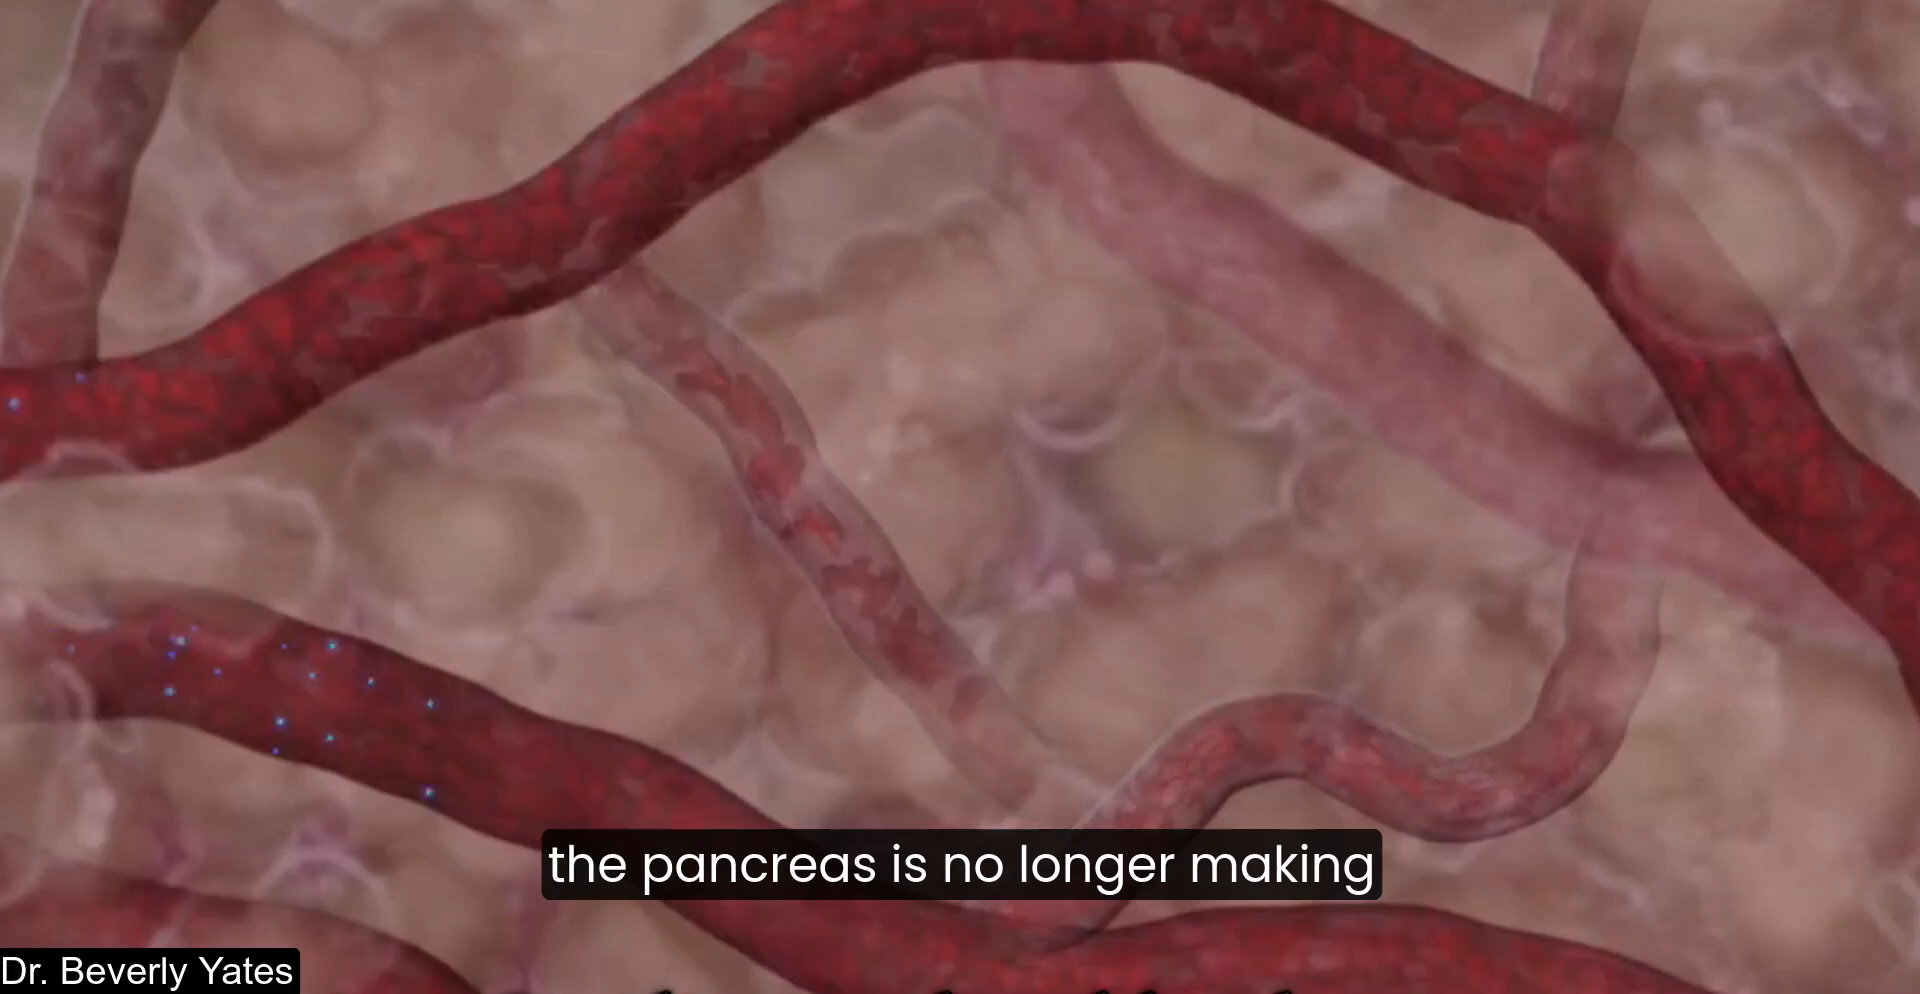 the pancreas is no longer making
Dr. Beverly Yates